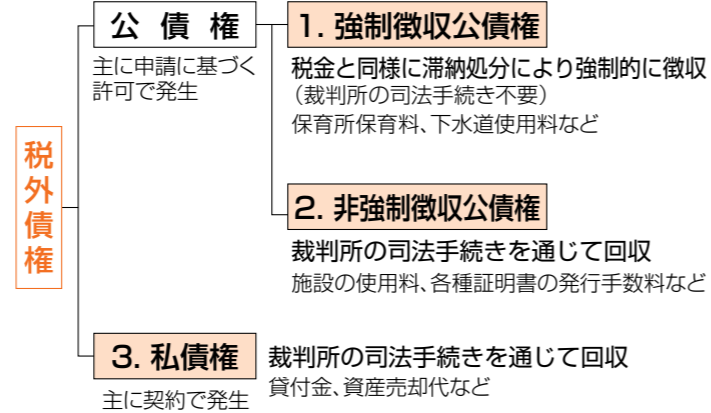 税外債権
公債権
主に申請に基づく
許可で発生
1. 強制徴収公債権
税金と同様に滞納処分により強制的に徴収
（裁判所の司法手続き不要）
保育所保育料、下水道使用料など
2. 非強制徴収公債権
裁判所の司法手続きを通じて回収
施設の使用料、各種証明書の発行手数料など
3. 私債権
主に契約で発生
裁判所の司法手続きを通じて回収
貸付金、資産売却代など